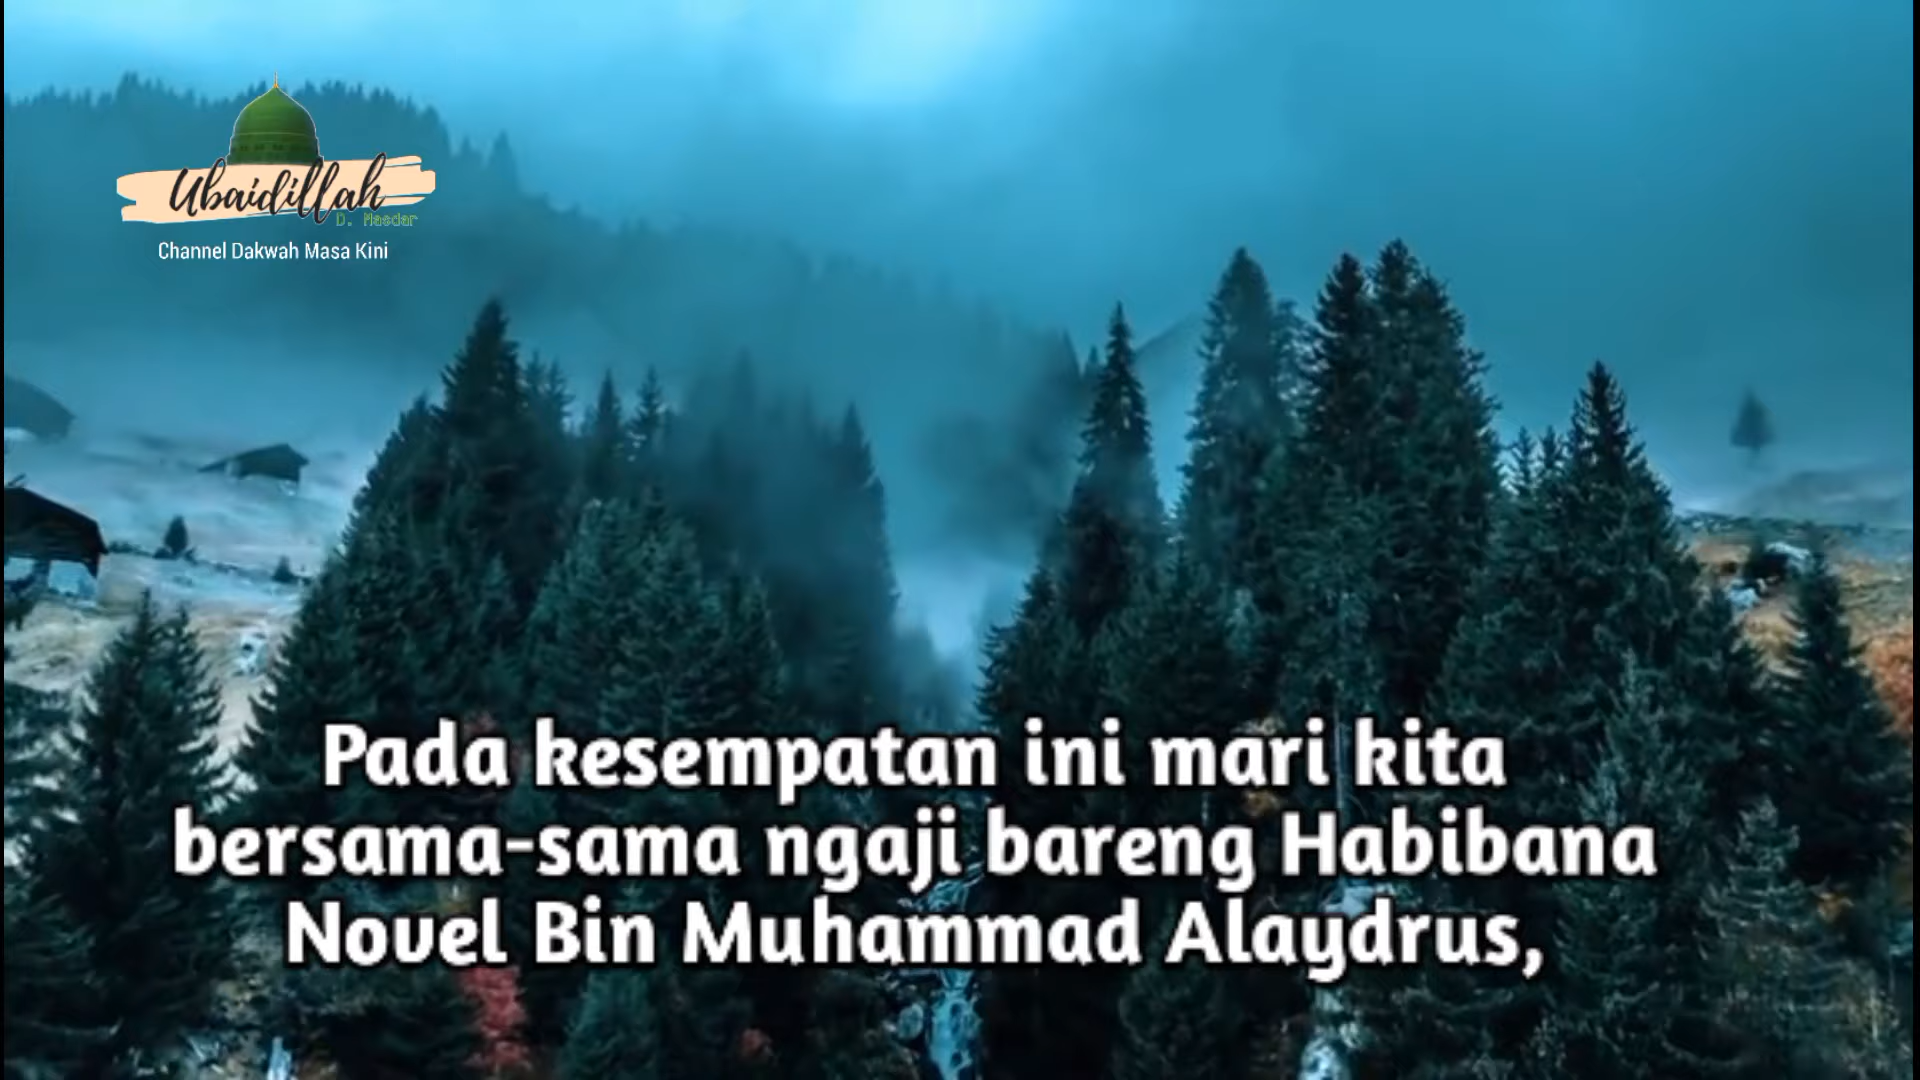 Ubaidillah
D. Masdar
Channel Dakwah Masa Kini
Pada kesempatan ini mari kita
bersama-sama ngaji bareng Habibana
Novel Bin Muhammad Alaydrus,